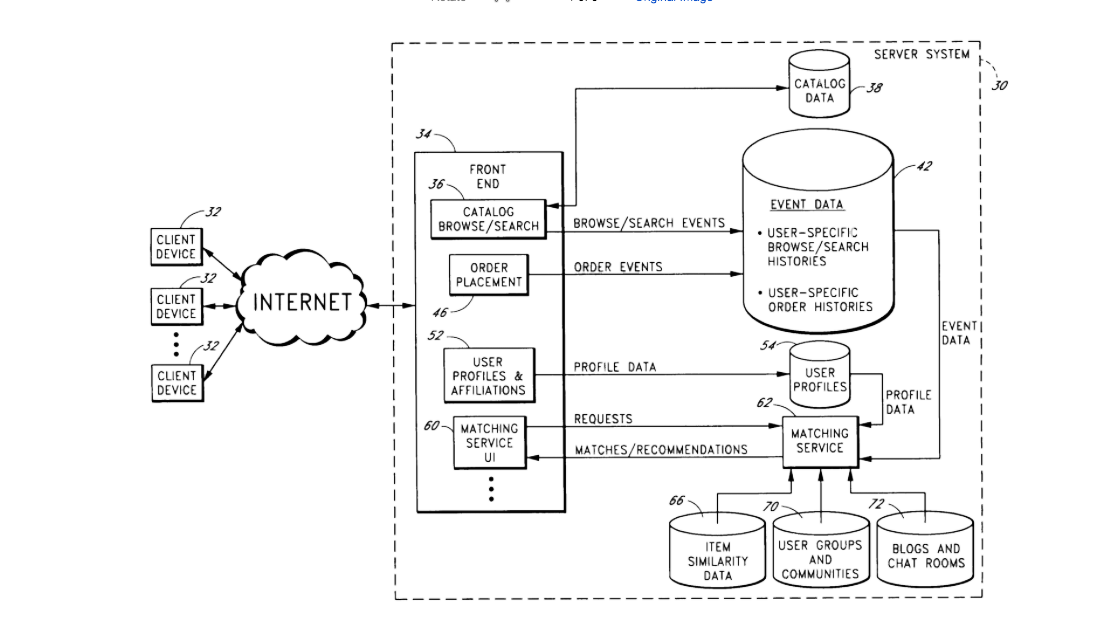 SERVER SYSTEM
30
CATALOG
DATA
38
34
FRONT
END
36
CATALOG
BROWSE/SEARCH
BROWSE/SEARCH EVENTS
42
EVENT DATA
• USER-SPECIFIC
BROWSE/SEARCH
HISTORIES
• USER-SPECIFIC
ORDER HISTORIES
32
CLIENT
DEVICE
32
CLIENT
DEVICE
32
CLIENT
DEVICE
INTERNET
ORDER
PLACEMENT
46
ORDER EVENTS
EVENT
DATA
52
USER
PROFILES &
AFFILIATIONS
PROFILE DATA
54
USER
PROFILES
PROFILE
DATA
60
MATCHING
SERVICE
UI
REQUESTS
MATCHES/RECOMMENDATIONS
62
MATCHING
SERVICE
66
ITEM
SIMILARITY
DATA
70
USER GROUPS
AND
COMMUNITIES
72
BLOGS AND
CHAT ROOMS